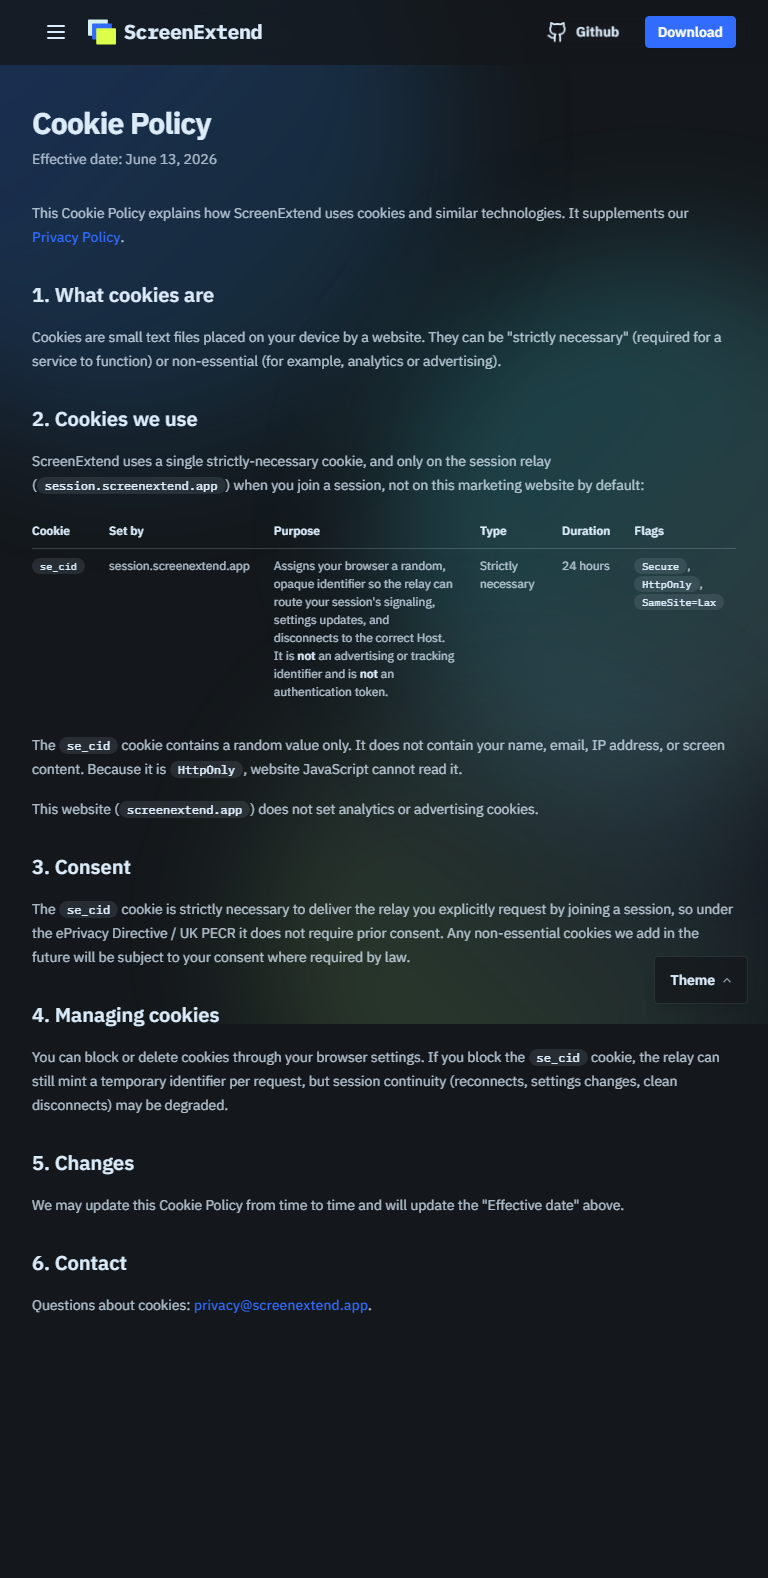 ScreenExtend
Github
Download
Cookie Policy
Effective date: June 13, 2026
This Cookie Policy explains how ScreenExtend uses cookies and similar technologies. It supplements our
Privacy Policy.
1. What cookies are
Cookies are small text files placed on your device by a website. They can be "strictly necessary" (required for a
service to function) or non-essential (for example, analytics or advertising).
2. Cookies we use
ScreenExtend uses a single strictly-necessary cookie, and only on the session relay
(session.screenextend.app) when you join a session, not on this marketing website by default:
Cookie Set by Purpose Type Duration Flags
se_cid session.screenextend.app Assigns your browser a random, Strictly 24 hours Secure,
opaque identifier so the relay can necessary HttpOnly,
route your session's signaling, SameSite=Lax
settings updates, and
disconnects to the correct Host.
It is not an advertising or tracking
identifier and is not an
authentication token.
The se_cid cookie contains a random value only. It does not contain your name, email, IP address, or screen
content. Because it is HttpOnly, website JavaScript cannot read it.
This website (screenextend.app) does not set analytics or advertising cookies.
3. Consent
The se_cid cookie is strictly necessary to deliver the relay you explicitly request by joining a session, so under
the ePrivacy Directive / UK PECR it does not require prior consent. Any non-essential cookies we add in the
future will be subject to your consent where required by law.
Theme
4. Managing cookies
You can block or delete cookies through your browser settings. If you block the se_cid cookie, the relay can
still mint a temporary identifier per request, but session continuity (reconnects, settings changes, clean
disconnects) may be degraded.
5. Changes
We may update this Cookie Policy from time to time and will update the "Effective date" above.
6. Contact
Questions about cookies: privacy@screenextend.app.